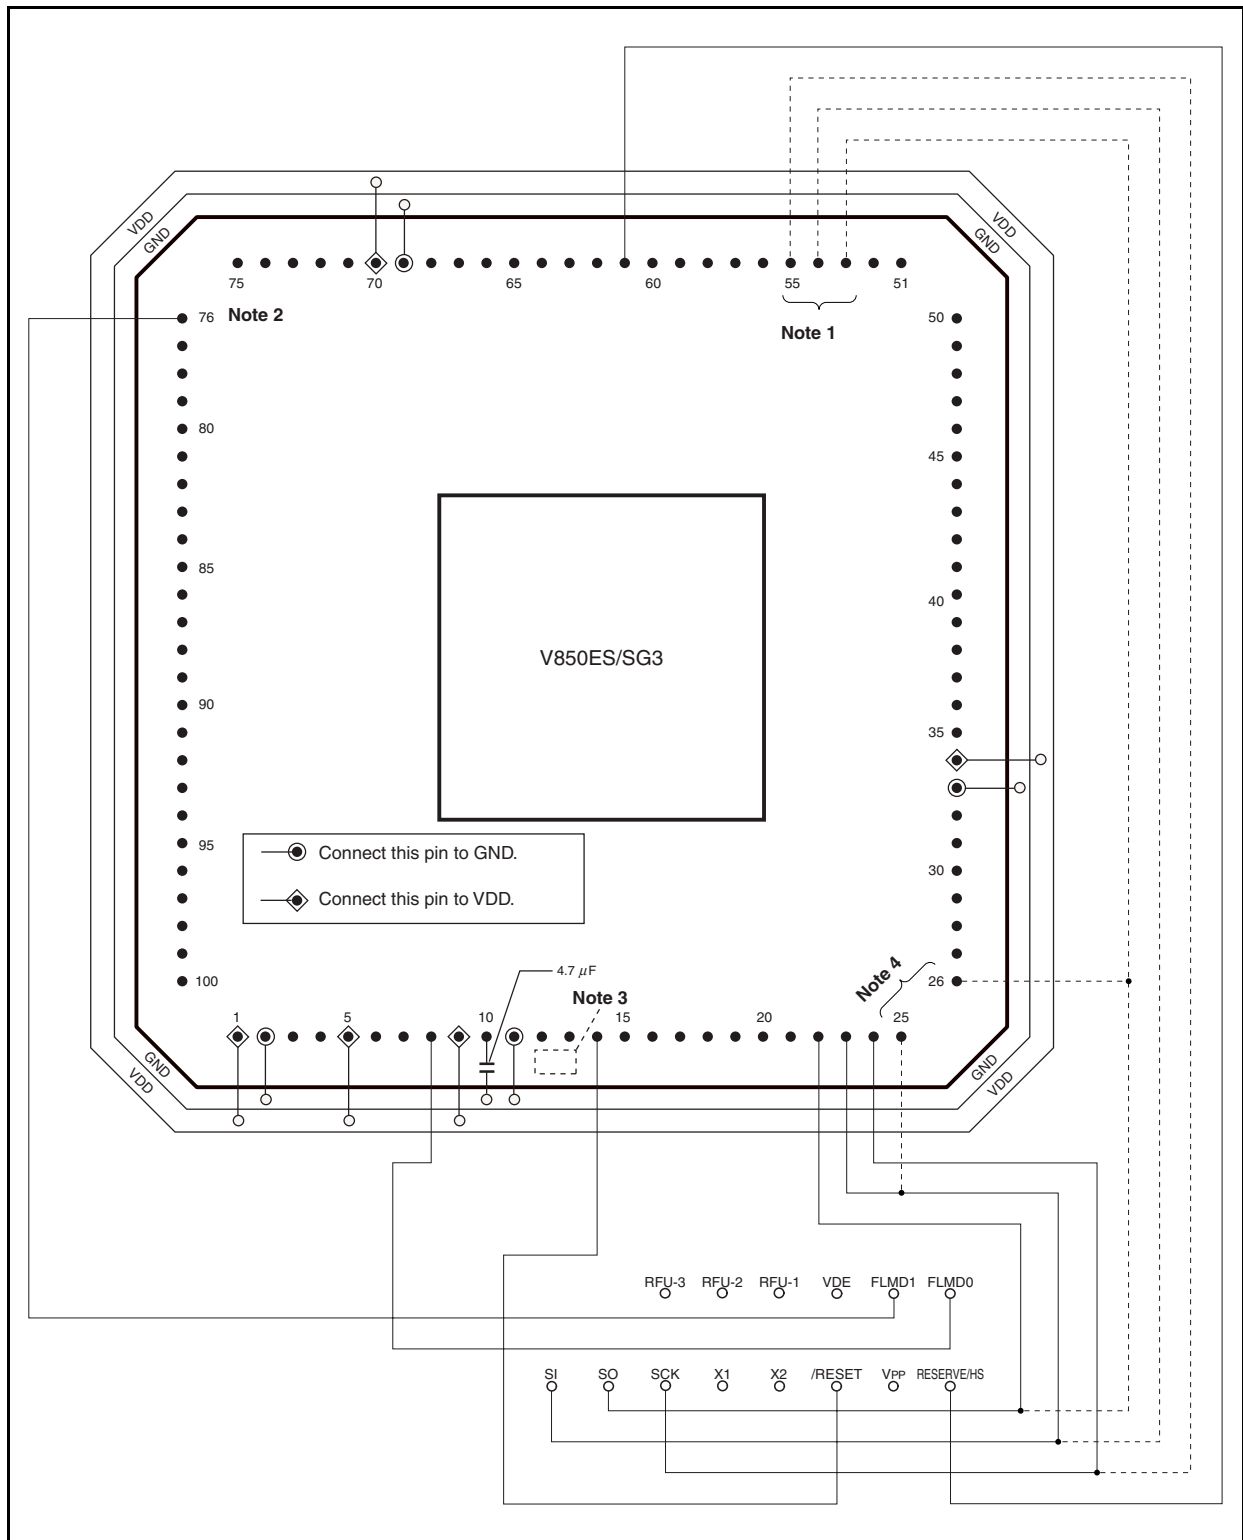 VDD
GND
VDD
GND
75
70
65
60
55
51
Note 2
Note 1
76
50
80
45
85
40
V850ES/SG3
90
35
95
Connect this pin to GND.
30
Connect this pin to VDD.
4.7 μF
Note 4
100
Note 3
26
1
5
10
15
20
25
GND
VDD
GND
VDD
RFU-3 RFU-2 RFU-1 VDE FLMD1 FLMD0
SI SO SCK X1 X2 /RESET VPP RESERVE/HS